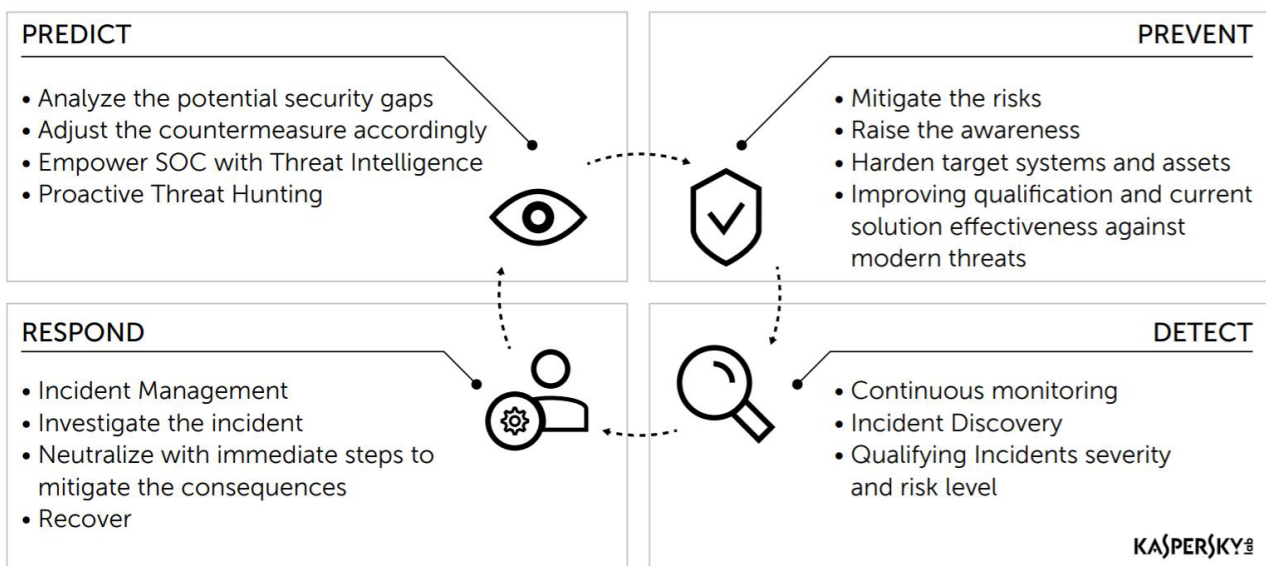 PREDICT
• Analyze the potential security gaps
• Adjust the countermeasure accordingly
• Empower SOC with Threat Intelligence
• Proactive Threat Hunting
PREVENT
• Mitigate the risks
• Raise the awareness
• Harden target systems and assets
• Improving qualification and current
solution effectiveness against
modern threats
RESPOND
• Incident Management
• Investigate the incident
• Neutralize with immediate steps to
mitigate the consequences
• Recover
DETECT
• Continuous monitoring
• Incident Discovery
• Qualifying Incidents severity
and risk level
KASPERSKY lab